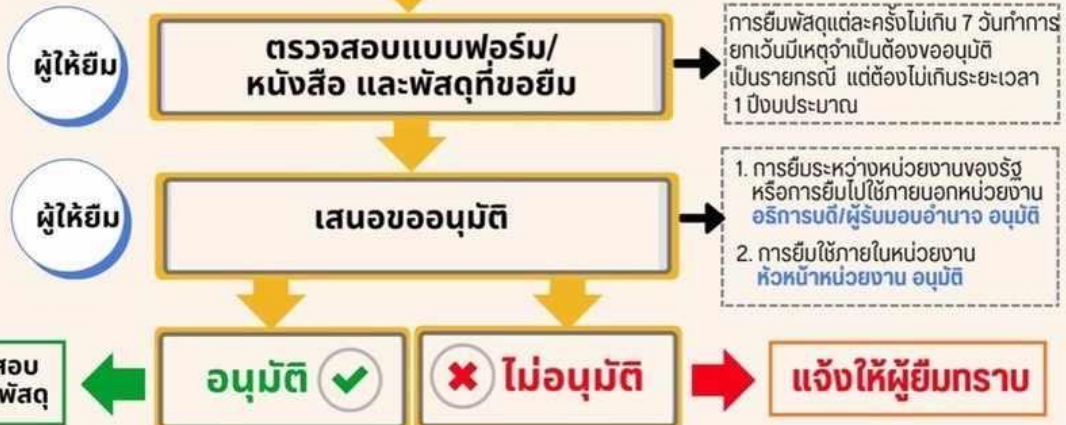 ผู้ให้ยืม
ตรวจสอบแบบฟอร์ม/
หนังสือ และพัสดุที่ขอยืม
การยืมพัสดุแต่ละครั้งไม่เกิน 7 วันทำการ
ยกเว้นมีเหตุจำเป็นต้องขออนุมัติ
เป็นรายกรณี แต่ต้องไม่เกินระยะเวลา
1 ปีงบประมาณ
ผู้ให้ยืม
เสนอขออนุมัติ
1. การยืมระหว่างหน่วยงานของรัฐ
หรือการยืมไปใช้ภายนอกหน่วยงาน
อธิการบดี/ผู้รับมอบอำนาจ อนุมัติ
2. การยืมใช้ภายในหน่วยงาน
หัวหน้าหน่วยงาน อนุมัติ
สอบ
พัสดุ
อนุมัติ
ไม่อนุมัติ
แจ้งให้ผู้ยืมทราบ